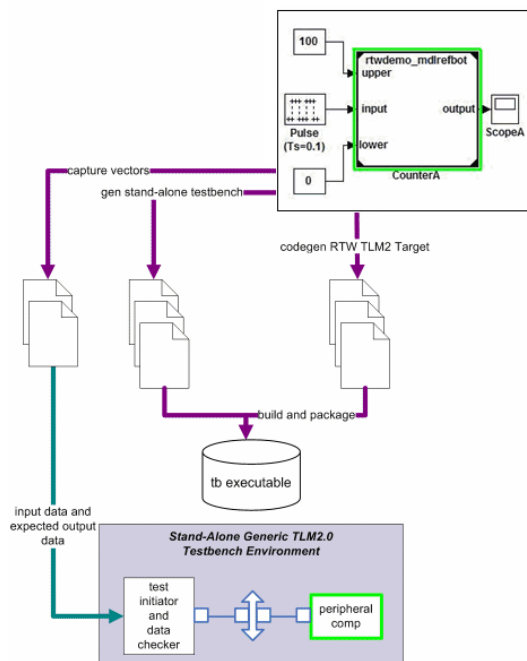 100
rtwdemo_mdlrefbot
upper
input
output
lower
Pulse
(Ts=0.1)
ScopeA
0
CounterA
capture vectors
gen stand-alone testbench
codegen RTW TLM2 Target
build and package
tb executable
input data and
expected output
data
Stand-Alone Generic TLM2.0
Testbench Environment
test
initiator
and
data
checker
peripheral
comp